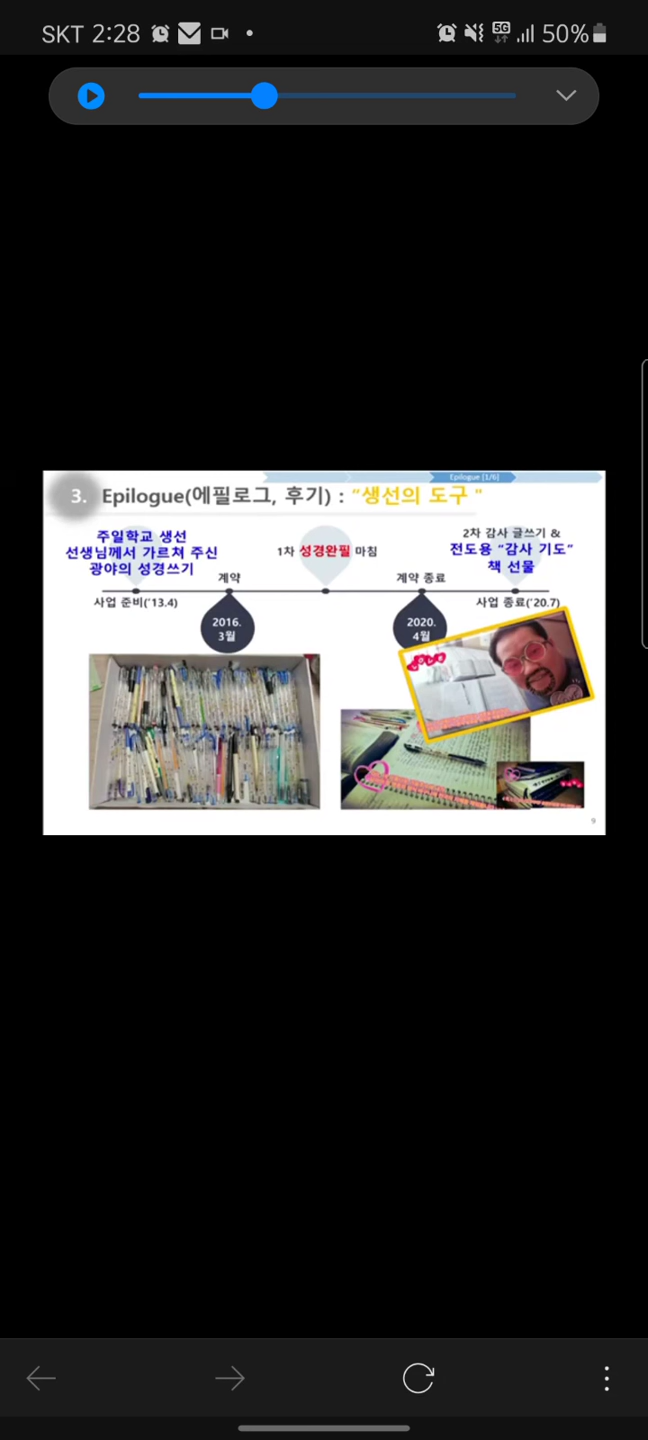 SKT 2:28
5G
50%
Epilogue [1/6]
3. Epilogue(에필로그, 후기) : “생선의 도구 "
주일학교 생선
선생님께서 가르쳐 주신
광야의 성경쓰기
계약
1차 성경완필 마침
계약 종료
2차 감사 글쓰기 &
전도용 “감사 기도”
책 선물
사업 준비('13.4)
2016.
3월
2020.
4월
사업 종료('20.7)
LOVE
9